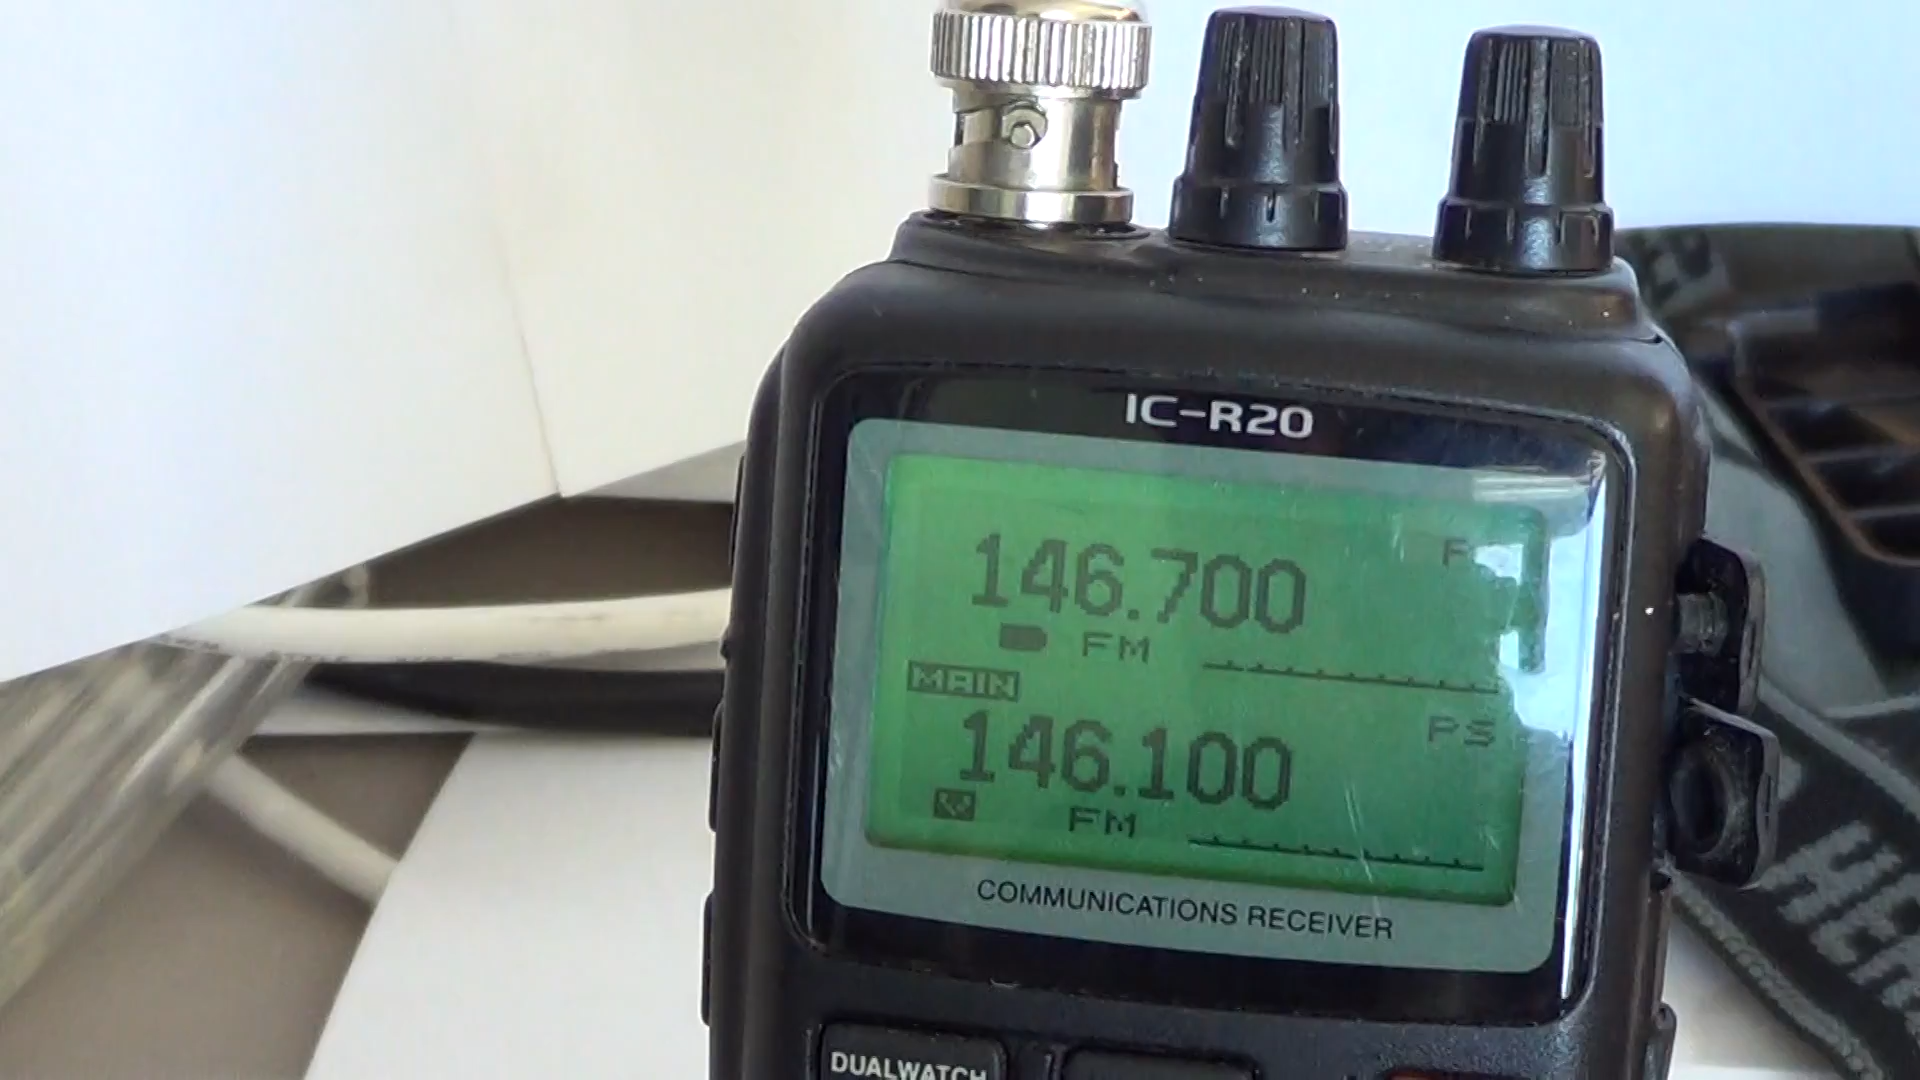 IC-R20
146.700
FM
MAIN
PS
146.100
FM
COMMUNICATIONS RECEIVER
DUALWATCH